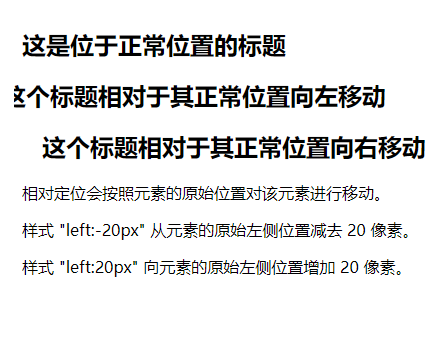 这是位于正常位置的标题
这个标题相对于其正常位置向左移动
这个标题相对于其正常位置向右移动
相对定位会按照元素的原始位置对该元素进行移动。
样式 "left:-20px" 从元素的原始左侧位置减去 20 像素。
样式 "left:20px" 向元素的原始左侧位置增加 20 像素。